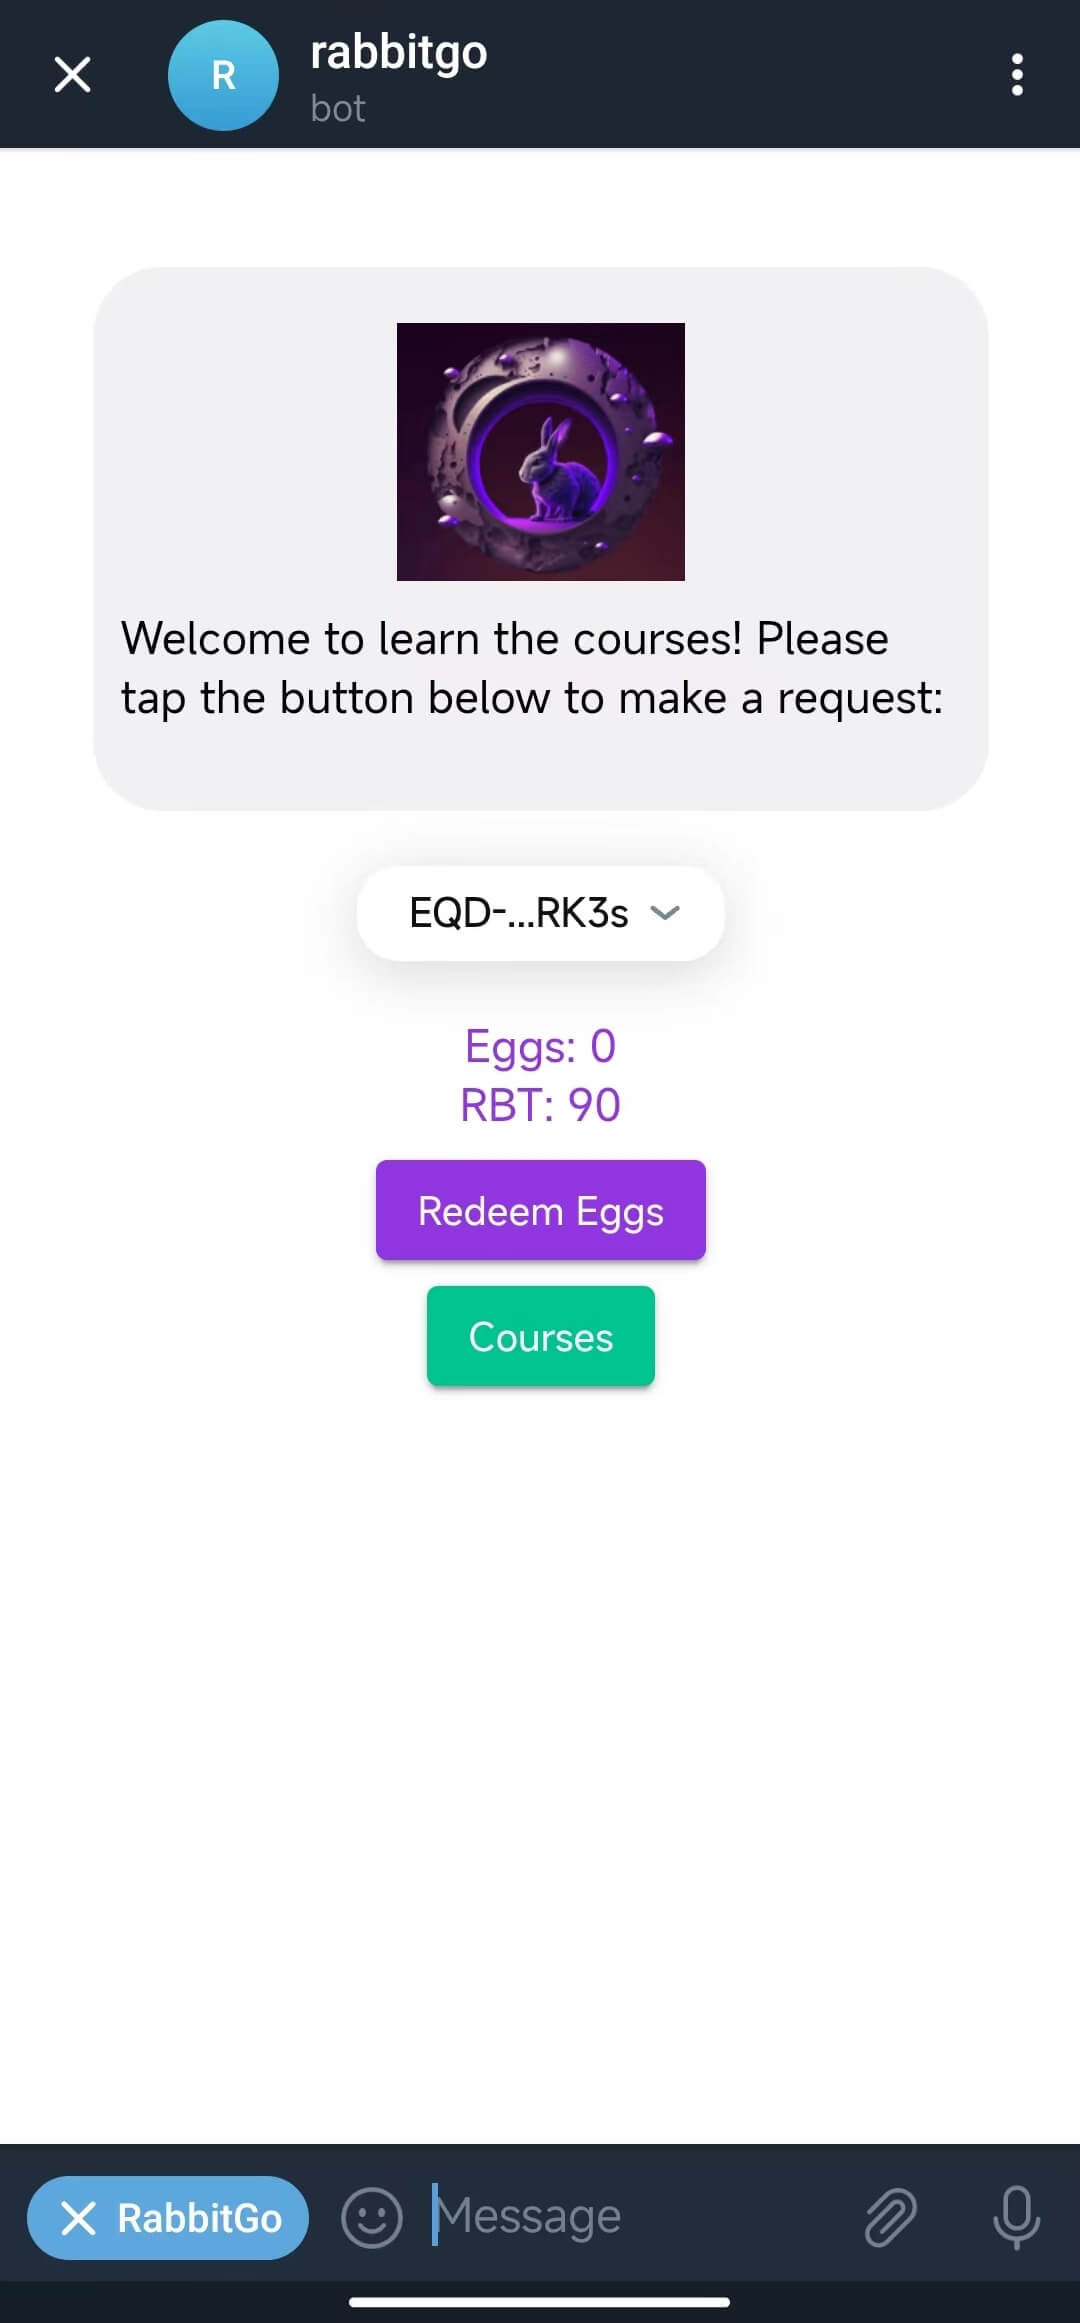 R
rabbitgo
bot
Welcome to learn the courses! Please
tap the button below to make a request:
EQD-...RK3s
Eggs: 0
RBT: 90
Redeem Eggs
Courses
RabbitGo
Message